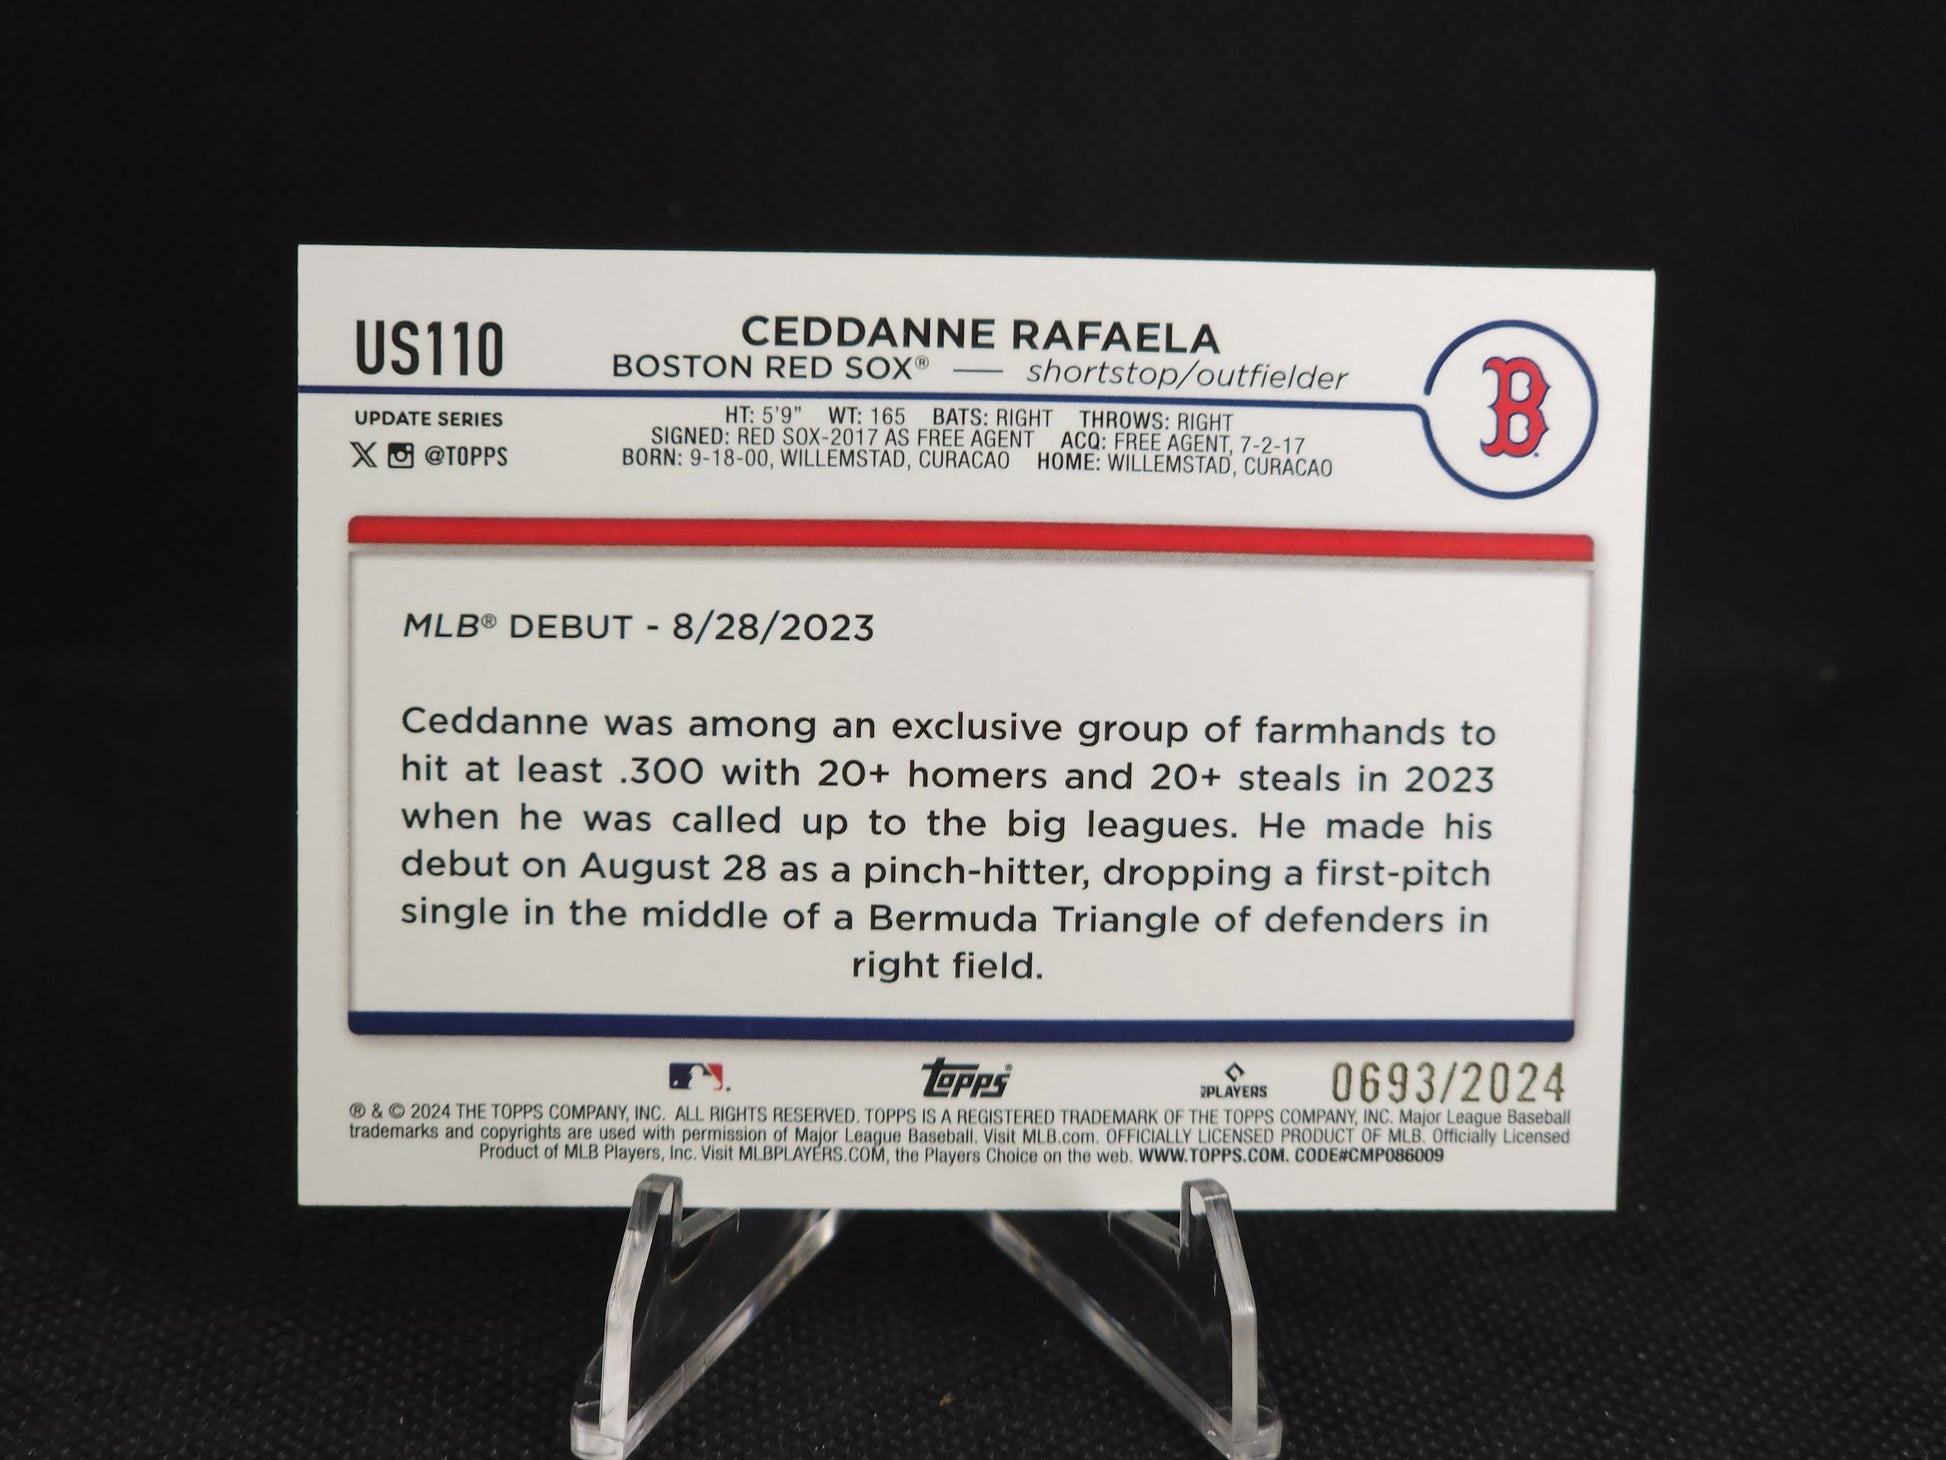 US110
CEDDANNE RAFAELA
BOSTON RED SOX® — shortstop/outfielder
B
UPDATE SERIES
X @TOPPS
HT: 5'9" WT: 165 BATS: RIGHT THROWS: RIGHT
SIGNED: RED SOX-2017 AS FREE AGENT ACQ: FREE AGENT, 7-2-17
BORN: 9-18-00, WILLEMSTAD, CURACAO HOME: WILLEMSTAD, CURACAO
MLB® DEBUT - 8/28/2023
Ceddanne was among an exclusive group of farmhands to
hit at least .300 with 20+ homers and 20+ steals in 2023
when he was called up to the big leagues. He made his
debut on August 28 as a pinch-hitter, dropping a first-pitch
single in the middle of a Bermuda Triangle of defenders in
right field.
topps®
PLAYERS
0693/2024
® & © 2024 THE TOPPS COMPANY, INC. ALL RIGHTS RESERVED. TOPPS IS A REGISTERED TRADEMARK OF THE TOPPS COMPANY, INC. Major League Baseball
trademarks and copyrights are used with permission of Major League Baseball. Visit MLB.com. OFFICIALLY LICENSED PRODUCT OF MLB. Officially Licensed
Product of MLB Players, Inc. Visit MLBPLAYERS.COM, the Players Choice on the web. WWW.TOPPS.COM. CODE#CMP086009